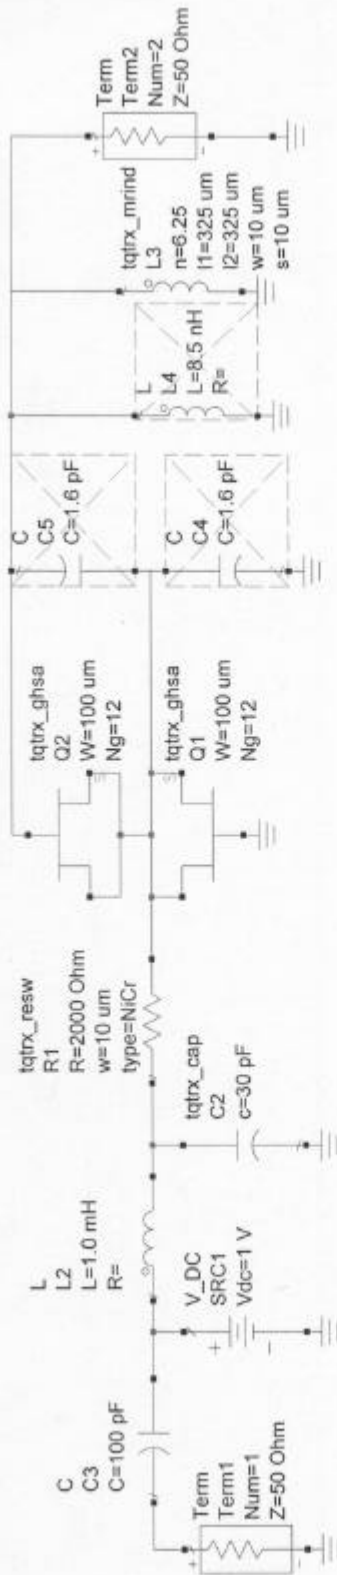 Term
Term1
Num=1
Z=50 Ohm
+
-
C
C3
C=100 pF
+
-
V_DC
SRC1
Vdc=1 V
L
L2
L=1.0 mH
R=
tqtrx_cap
C2
c=30 pF
tqtrx_resw
R1
R=2000 Ohm
w=10 um
type=NiCr
tqtrx_ghsa
Q2
W=100 um
Ng=12
S
tqtrx_ghsa
Q1
W=100 um
Ng=12
S
C
C5
C=1.6 pF
C
C4
C=1.6 pF
L
L4
L=8.5 nH
R=
tqtrx_mrind
L3
n=6.25
l1=325 um
l2=325 um
w=10 um
s=10 um
+
-
Term
Term2
Num=2
Z=50 Ohm